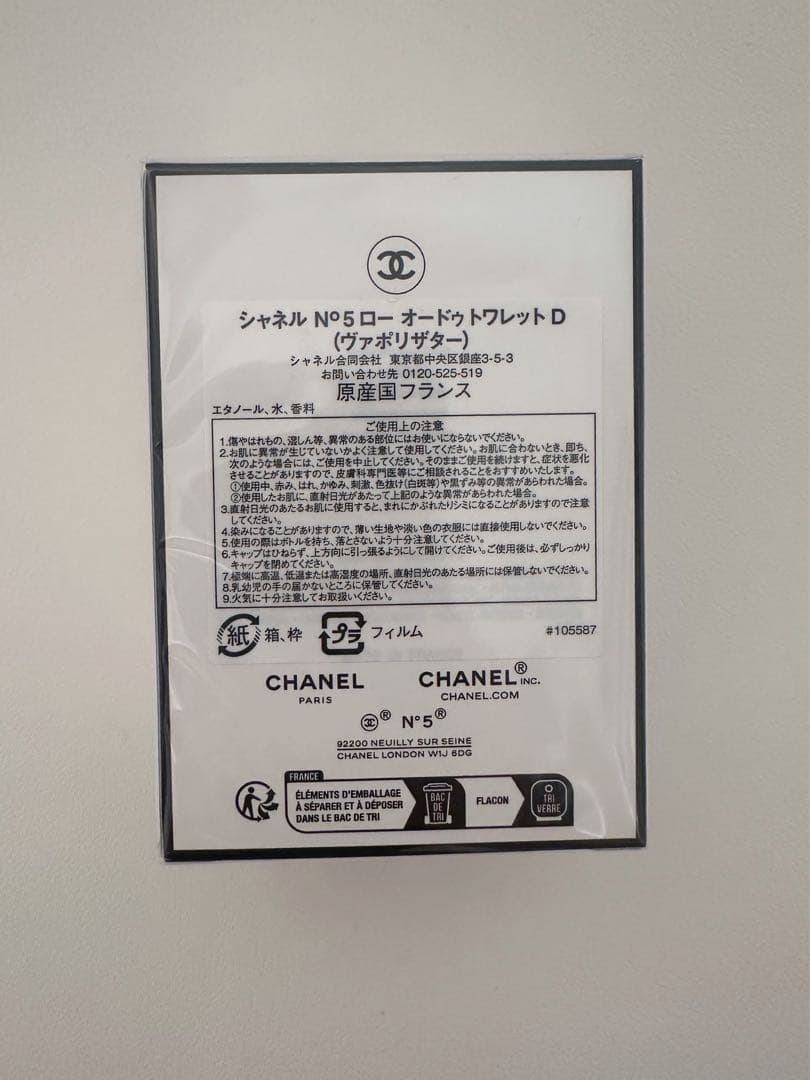 シャネル N°5 ロー オードゥ トワレット D
(ヴァポリザター)
シャネル合同会社 東京都中央区銀座3-5-3
お問い合わせ先 0120-525-519
原産国フランス
エタノール、水、香料
ご使用上の注意
1.傷やはれもの、湿しん等、異常のある部位にはお使いにならないでください。
2.お肌に異常が生じていないかよく注意して使用してください。お肌に合わないとき、即ち、
次のような場合には、ご使用を中止してください。そのままご使用を続けますと、症状を悪化
させることがありますので、皮膚科専門医等にご相談されることをおすすめいたします。
①使用中、赤み、はれ、かゆみ、刺激、色抜け(白斑等)や黒ずみ等の異常があらわれた場合。
②使用したお肌に、直射日光があたって上記のような異常があらわれた場合。
3.直射日光のあたるお肌に使用すると、まれにかぶれたりシミになることがありますので注意
してください。
4.染みになることがありますので、薄い生地や淡い色の衣服には直接使用しないでください。
5.使用の際はボトルを持ち、落とさないよう十分注意してください。
6.キャップはひねらず、上方向に引っ張るようにして開けてください。ご使用後は、必ずしっかり
キャップを閉めてください。
7.極端に高温、低温または高湿度の場所、直射日光のあたる場所には保管しないでください。
8.乳幼児の手の届かないところに保管してください。
9.火気に十分注意してお取扱いください。
紙 箱、枠 プラ フィルム #105587
CHANEL CHANEL® INC.
PARIS CHANEL.COM
® N°5®
92200 NEUILLY SUR SEINE
CHANEL LONDON W1J 6DG
FRANCE
ÉLÉMENTS D'EMBALLAGE
À SÉPARER ET À DÉPOSER
DANS LE BAC DE TRI
BAC
DE
TRI
FLACON
TRI
VERRE